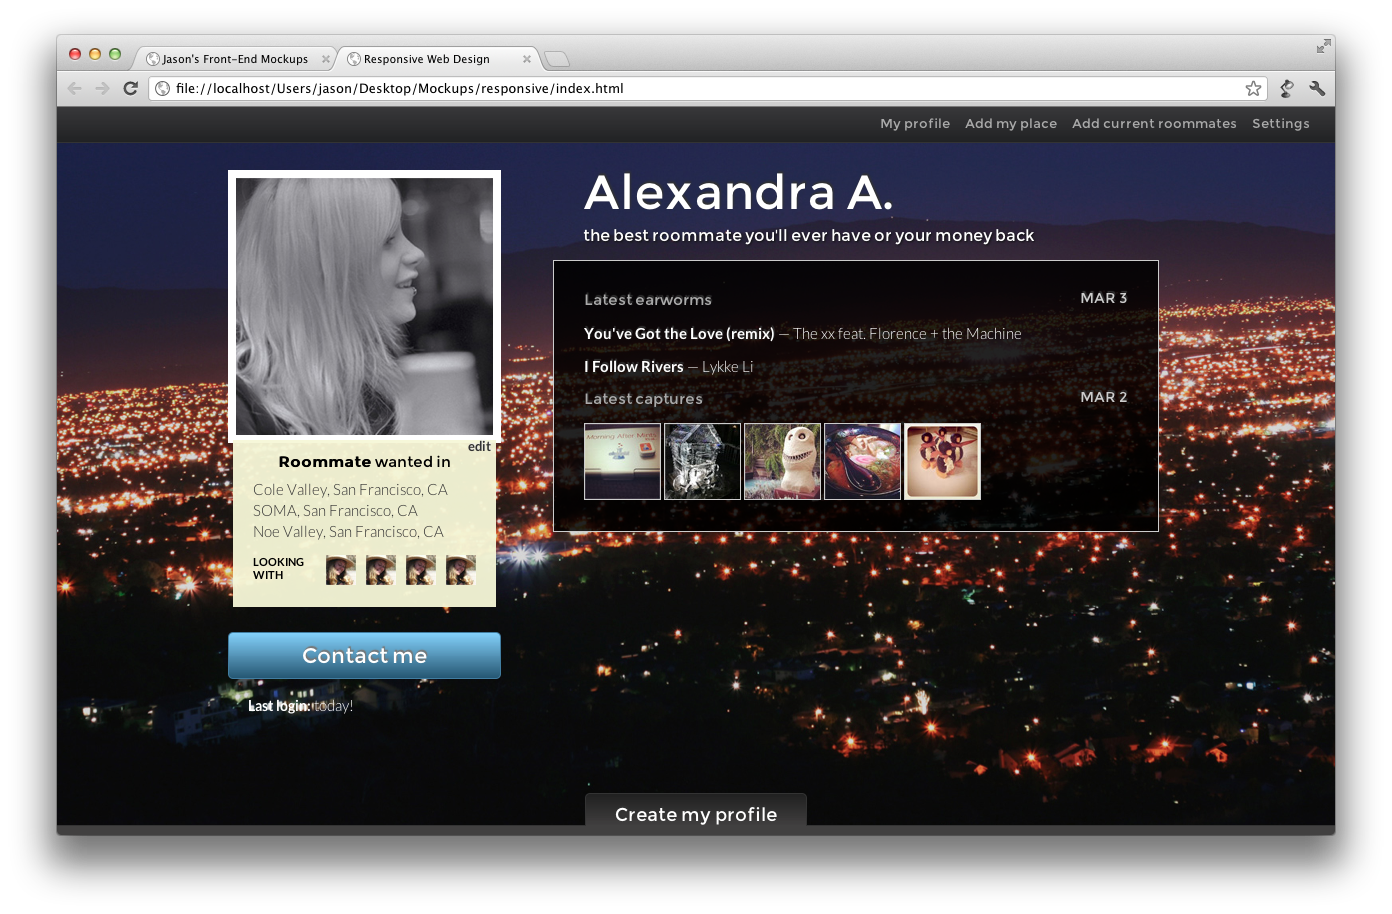 Jason's Front-End Mockups
Responsive Web Design
file://localhost/Users/jason/Desktop/Mockups/responsive/index.html
My profile Add my place Add current roommates Settings
Alexandra A.
the best roommate you'll ever have or your money back
Latest earworms MAR 3
You've Got the Love (remix) — The xx feat. Florence + the Machine
I Follow Rivers — Lykke Li
Latest captures MAR 2
Morning After Mints
edit
Roommate wanted in
Cole Valley, San Francisco, CA
SOMA, San Francisco, CA
Noe Valley, San Francisco, CA
LOOKING
WITH
Contact me
Last login: today!
Create my profile